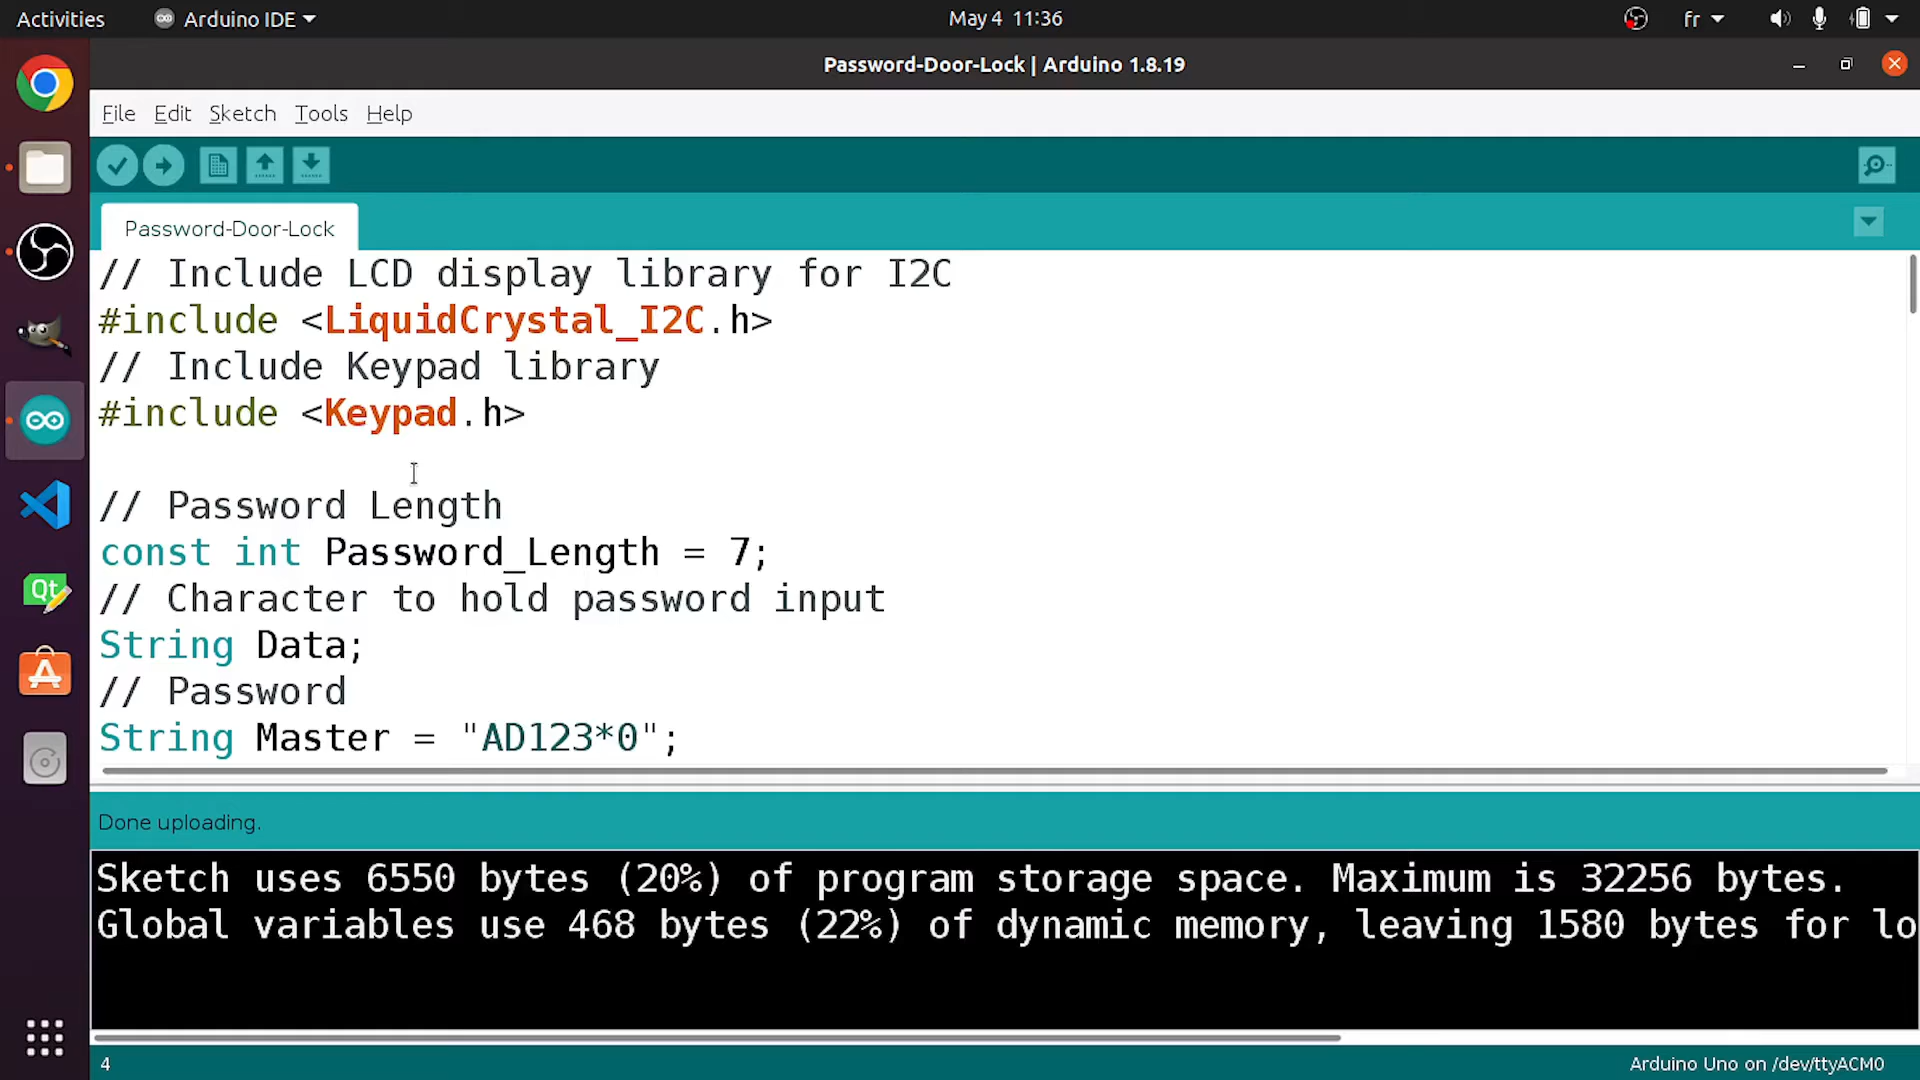 Activities
Arduino IDE
May 4 11:36
fr
Password-Door-Lock | Arduino 1.8.19
File Edit Sketch Tools Help
Password-Door-Lock
// Include LCD display library for I2C
#include <LiquidCrystal_I2C.h>
// Include Keypad library
#include <Keypad.h>
// Password Length
const int Password_Length = 7;
// Character to hold password input
String Data;
// Password
String Master = "AD123*0";
Done uploading.
Sketch uses 6550 bytes (20%) of program storage space. Maximum is 32256 bytes.
Global variables use 468 bytes (22%) of dynamic memory, leaving 1580 bytes for lo
4
Arduino Uno on /dev/ttyACM0
Qt